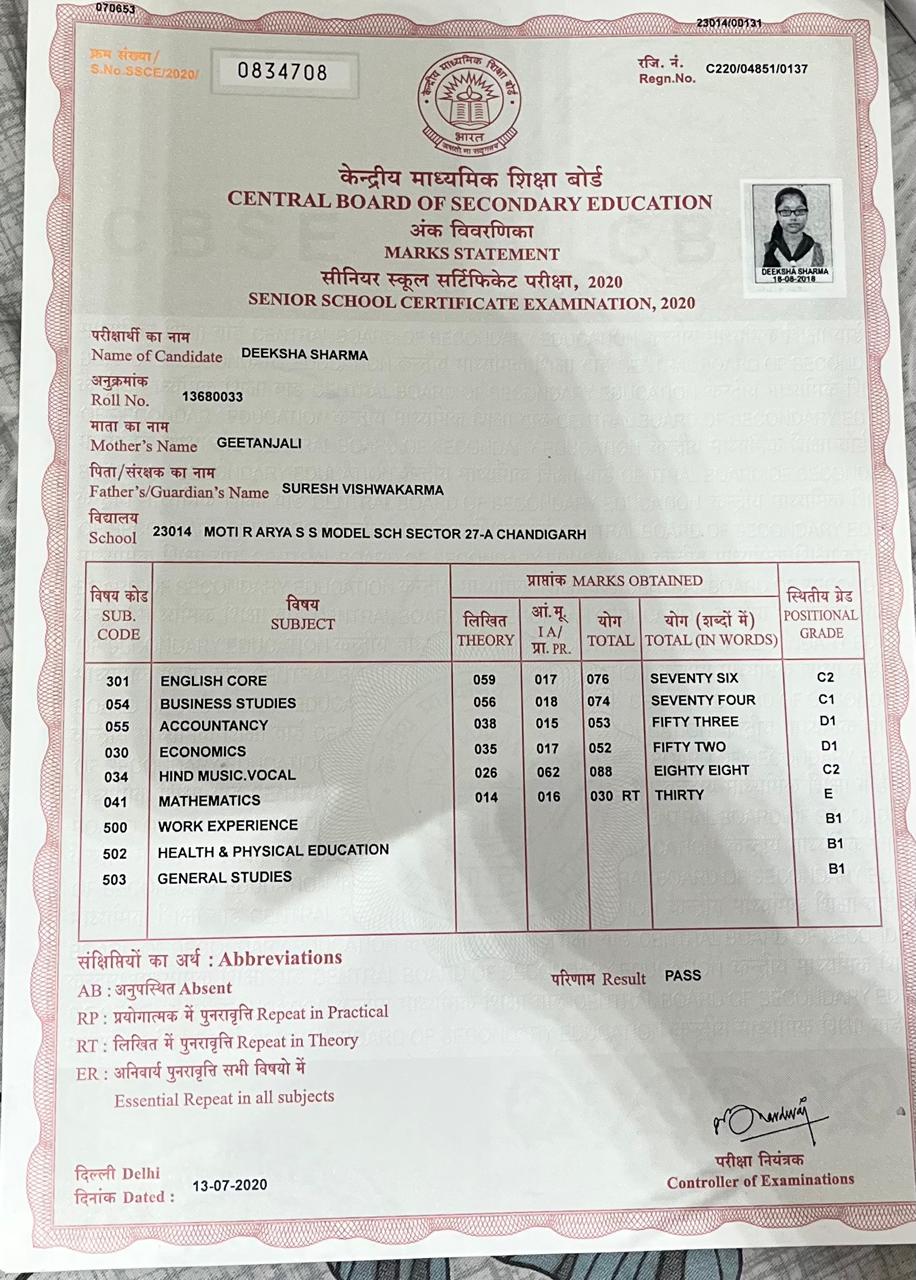 070653
23014/00131
क्रम संख्या/
S.No.SSCE/2020/ 0834708
रजि. नं.
Regn.No. C220/04851/0137
केन्द्रीय माध्यमिक शिक्षा बोर्ड
भारत
असतो मा सद्गमय
केन्द्रीय माध्यमिक शिक्षा बोर्ड
CENTRAL BOARD OF SECONDARY EDUCATION
अंक विवरणिका
MARKS STATEMENT
सीनियर स्कूल सर्टिफिकेट परीक्षा, 2020
SENIOR SCHOOL CERTIFICATE EXAMINATION, 2020
DEEKSHA SHARMA
परीक्षार्थी का नाम
Name of Candidate DEEKSHA SHARMA
अनुक्रमांक
Roll No. 13680033
माता का नाम
Mother's Name GEETANJALI
पिता/संरक्षक का नाम
Father's/Guardian's Name SURESH VISHWAKARMA
विद्यालय
School 23014 MOTI R ARYA S S MODEL SCH SECTOR 27-A CHANDIGARH
विषय कोड SUB. CODE विषय SUBJECT प्राप्तांक MARKS OBTAINED स्थितीय ग्रेड POSITIONAL GRADE
लिखित THEORY आं.मू. IA/ प्रा. PR. योग TOTAL योग (शब्दों में) TOTAL (IN WORDS)
301 ENGLISH CORE 059 017 076 SEVENTY SIX C2
054 BUSINESS STUDIES 056 018 074 SEVENTY FOUR C1
055 ACCOUNTANCY 038 015 053 FIFTY THREE D1
030 ECONOMICS 035 017 052 FIFTY TWO D1
034 HIND MUSIC.VOCAL 026 062 088 EIGHTY EIGHT C2
041 MATHEMATICS 014 016 030 RT THIRTY E
500 WORK EXPERIENCE B1
502 HEALTH & PHYSICAL EDUCATION B1
503 GENERAL STUDIES B1
संक्षिप्तियों का अर्थ : Abbreviations
परिणाम Result PASS
AB : अनुपस्थित Absent
RP : प्रयोगात्मक में पुनरावृत्ति Repeat in Practical
RT : लिखित में पुनरावृत्ति Repeat in Theory
ER : अनिवार्य पुनरावृत्ति सभी विषयो में
Essential Repeat in all subjects
दिल्ली Delhi
दिनांक Dated : 13-07-2020
परीक्षा नियंत्रक
Controller of Examinations